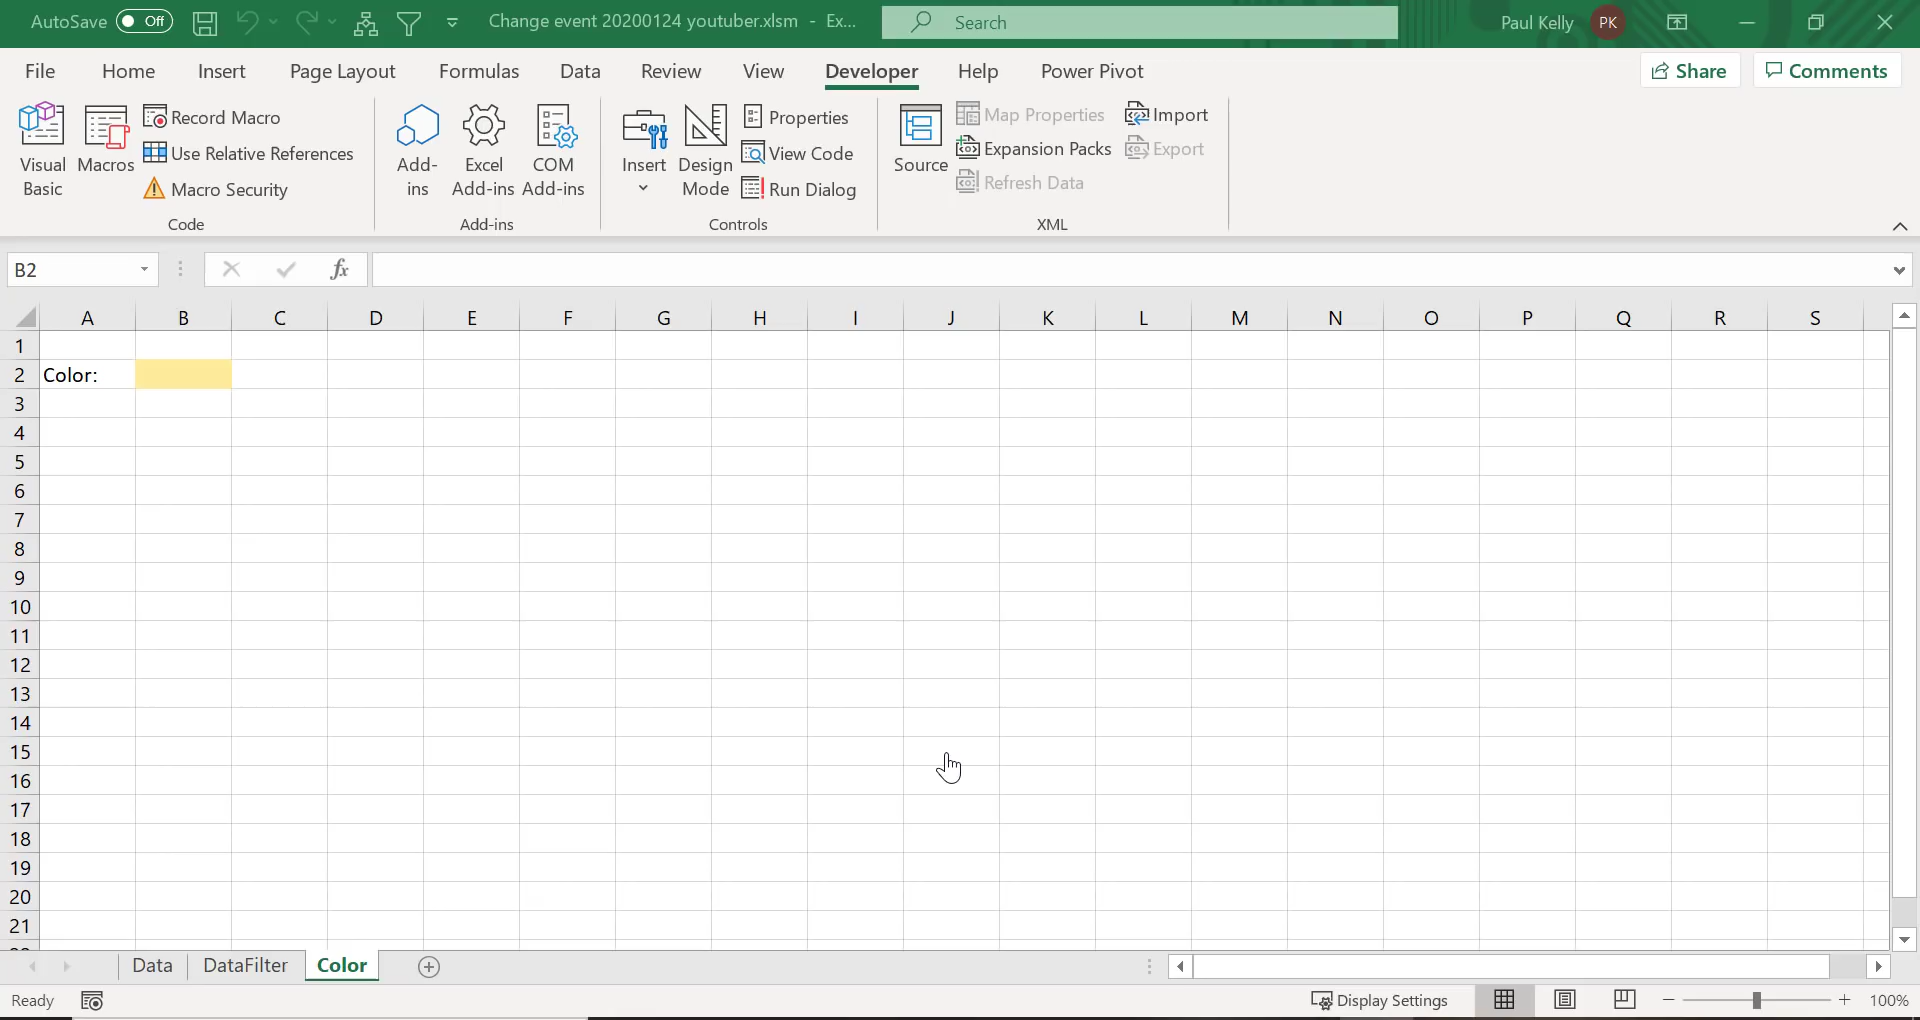 AutoSave Off Change event 20200124 youtuber.xlsm - Ex... Search Paul Kelly PK
File Home Insert Page Layout Formulas Data Review View Developer Help Power Pivot Share Comments
Visual Basic
Macros
Record Macro
Use Relative References
Macro Security
Code
Add-ins
Excel Add-ins
COM Add-ins
Add-ins
Insert
Design Mode
Properties
View Code
Run Dialog
Controls
Source
Map Properties
Expansion Packs
Refresh Data
Import
Export
XML
B2 fx
A B C D E F G H I J K L M N O P Q R S
1
2 Color:
3
4
5
6
7
8
9
10
11
12
13
14
15
16
17
18
19
20
21
Data DataFilter Color
Ready Display Settings 100%